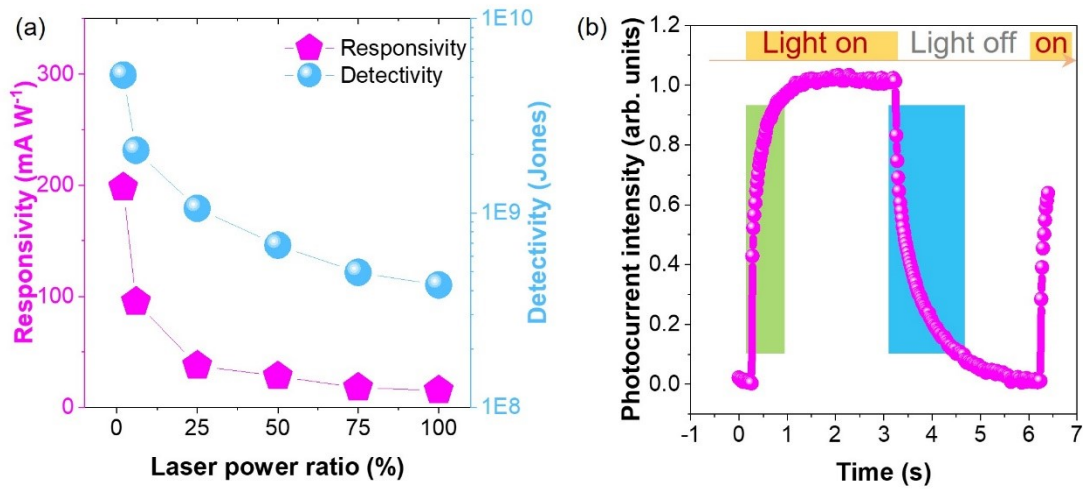 (a)
Responsivity
Detectivity
300
200
100
0
Responsivity (mA W⁻¹)
1E10
1E9
1E8
Detectivity (Jones)
0 25 50 75 100
Laser power ratio (%)
(b)
Light on Light off on
1.2
1.0
0.8
0.6
0.4
0.2
0.0
Photocurrent intensity (arb. units)
-1 0 1 2 3 4 5 6 7
Time (s)